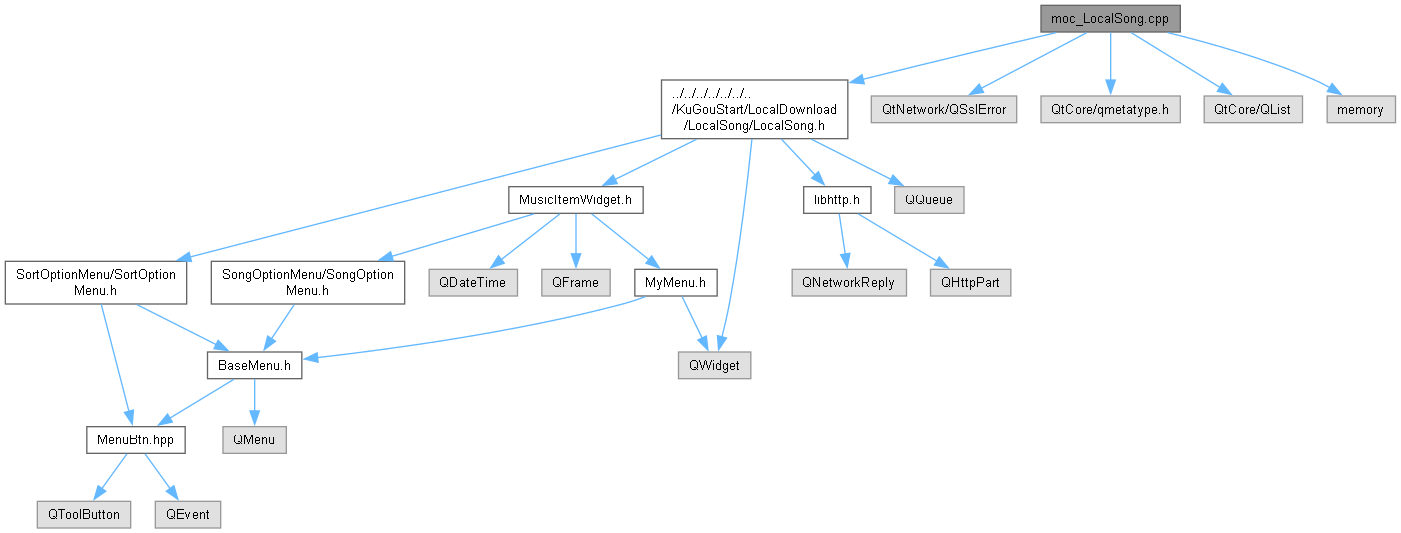 moc_LocalSong.cpp
../../../../../../..
/KuGouStart/LocalDownload
/LocalSong/LocalSong.h
QtNetwork/QSslError
QtCore/qmetatype.h
QtCore/QList
memory
MusicItemWidget.h
libhttp.h
QQueue
SortOptionMenu/SortOption
Menu.h
SongOptionMenu/SongOption
Menu.h
QDateTime
QFrame
MyMenu.h
QNetworkReply
QHttpPart
BaseMenu.h
QWidget
MenuBtn.hpp
QMenu
QToolButton
QEvent